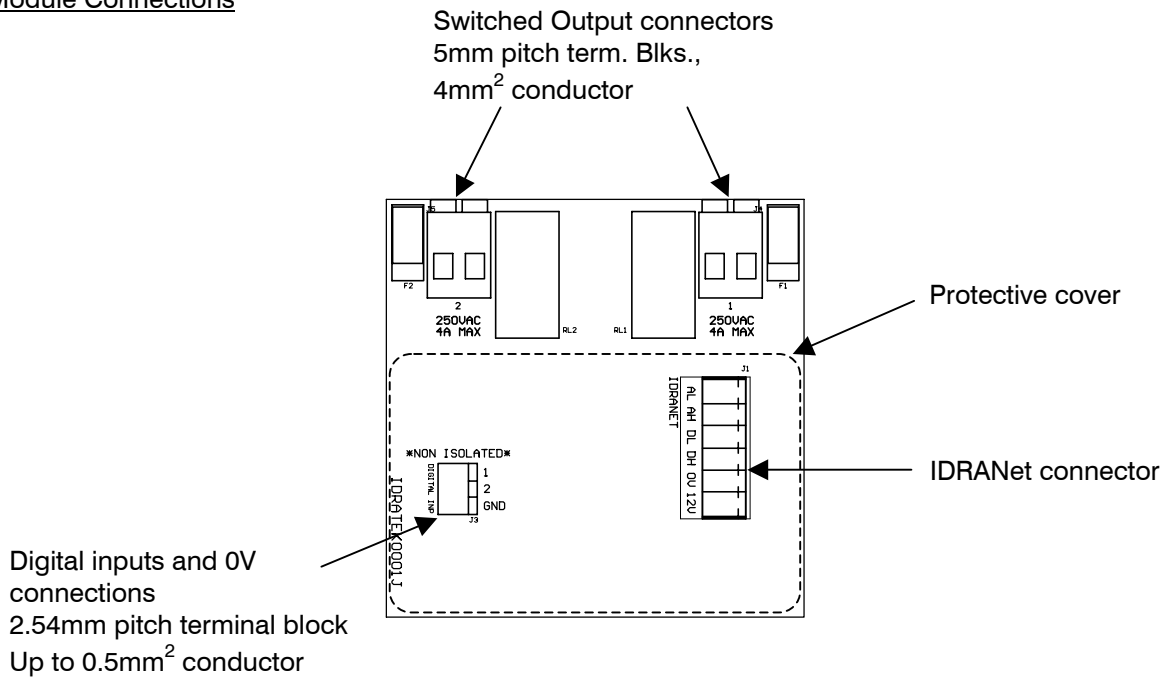 Module Connections
Switched Output connectors
5mm pitch term. Blks.,
4mm² conductor
J5
J4
F2
F1
2
250VAC
4A MAX
RL2
RL1
1
250VAC
4A MAX
Protective cover
J1
IDRANET
AL AH DL DH 0V 12V
IDRANet connector
*NON ISOLATED*
DIGITAL INP
1
2
GND
J3
IDRATEK0001J
Digital inputs and 0V
connections
2.54mm pitch terminal block
Up to 0.5mm² conductor